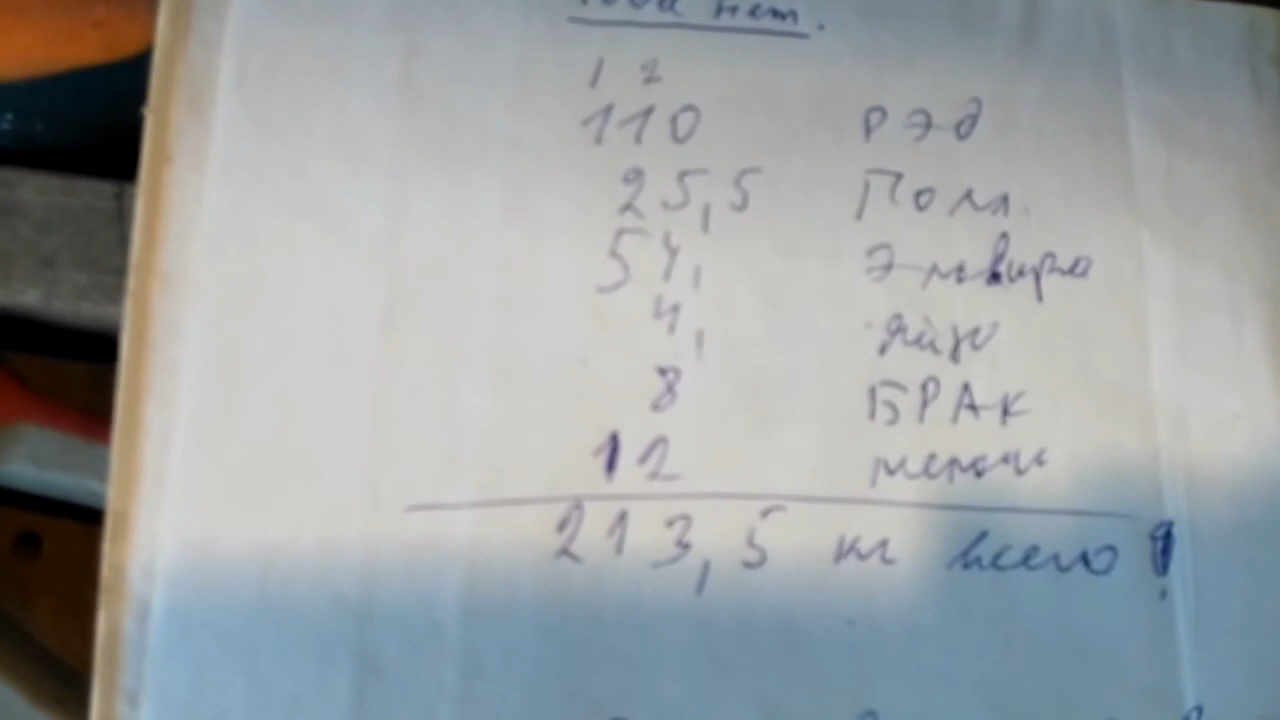 нет.
1 2
110 РЭД
25,5 Пол
54, Эльвира
4, яйцо
8 БРАК
12 мелочь
213,5 кг всего!